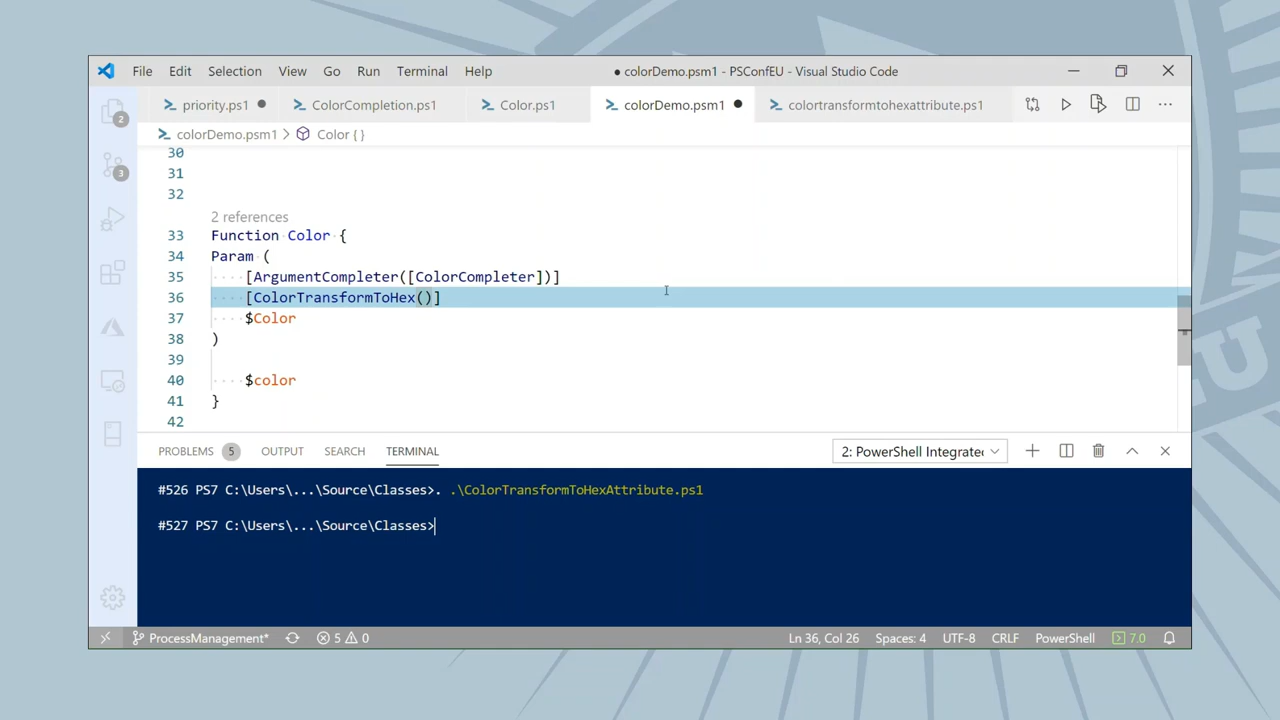 File Edit Selection View Go Run Terminal Help
● colorDemo.psm1 - PSConfEU - Visual Studio Code
priority.ps1 ColorCompletion.ps1 Color.ps1 colorDemo.psm1 colortransformtohexattribute.ps1 ...
colorDemo.psm1 > Color { }
30
31
32
2 references
33 Function Color {
34 Param (
35 [ArgumentCompleter([ColorCompleter])]
36 [ColorTransformToHex()]
37 $Color
38 )
39
40 $color
41 }
42
2
3
PROBLEMS 5 OUTPUT SEARCH TERMINAL
2: PowerShell Integrated
#526 PS7 C:\Users\...\Source\Classes>. .\ColorTransformToHexAttribute.ps1
#527 PS7 C:\Users\...\Source\Classes>
ProcessManagement* 5 0 Ln 36, Col 26 Spaces: 4 UTF-8 CRLF PowerShell 7.0
U